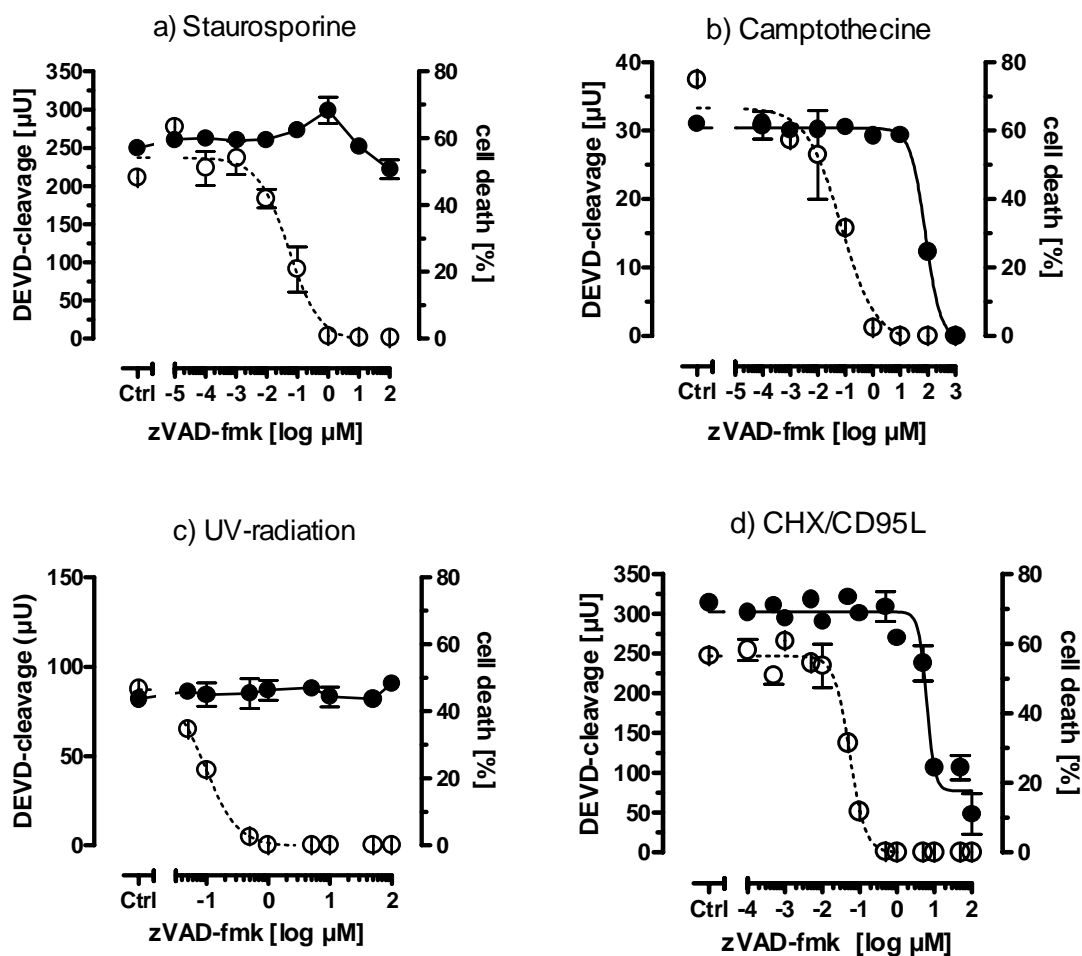 a) Staurosporine
DEVD-cleavage [µU]
350
300
250
200
150
100
50
0
80
60
40
20
0
cell death [%]
Ctrl -5 -4 -3 -2 -1 0 1 2
zVAD-fmk [log µM]
b) Camptothecine
DEVD-cleavage [µU]
40
30
20
10
0
80
60
40
20
0
cell death [%]
Ctrl -5 -4 -3 -2 -1 0 1 2 3
zVAD-fmk [log µM]
c) UV-radiation
DEVD-cleavage (µU)
150
100
50
0
80
60
40
20
0
cell death [%]
Ctrl -1 0 1 2
zVAD-fmk [log µM]
d) CHX/CD95L
DEVD-cleavage [µU]
350
300
250
200
150
100
75
50
25
0
80
60
40
20
0
cell death [%]
Ctrl -4 -3 -2 -1 0 1 2
zVAD-fmk [log µM]